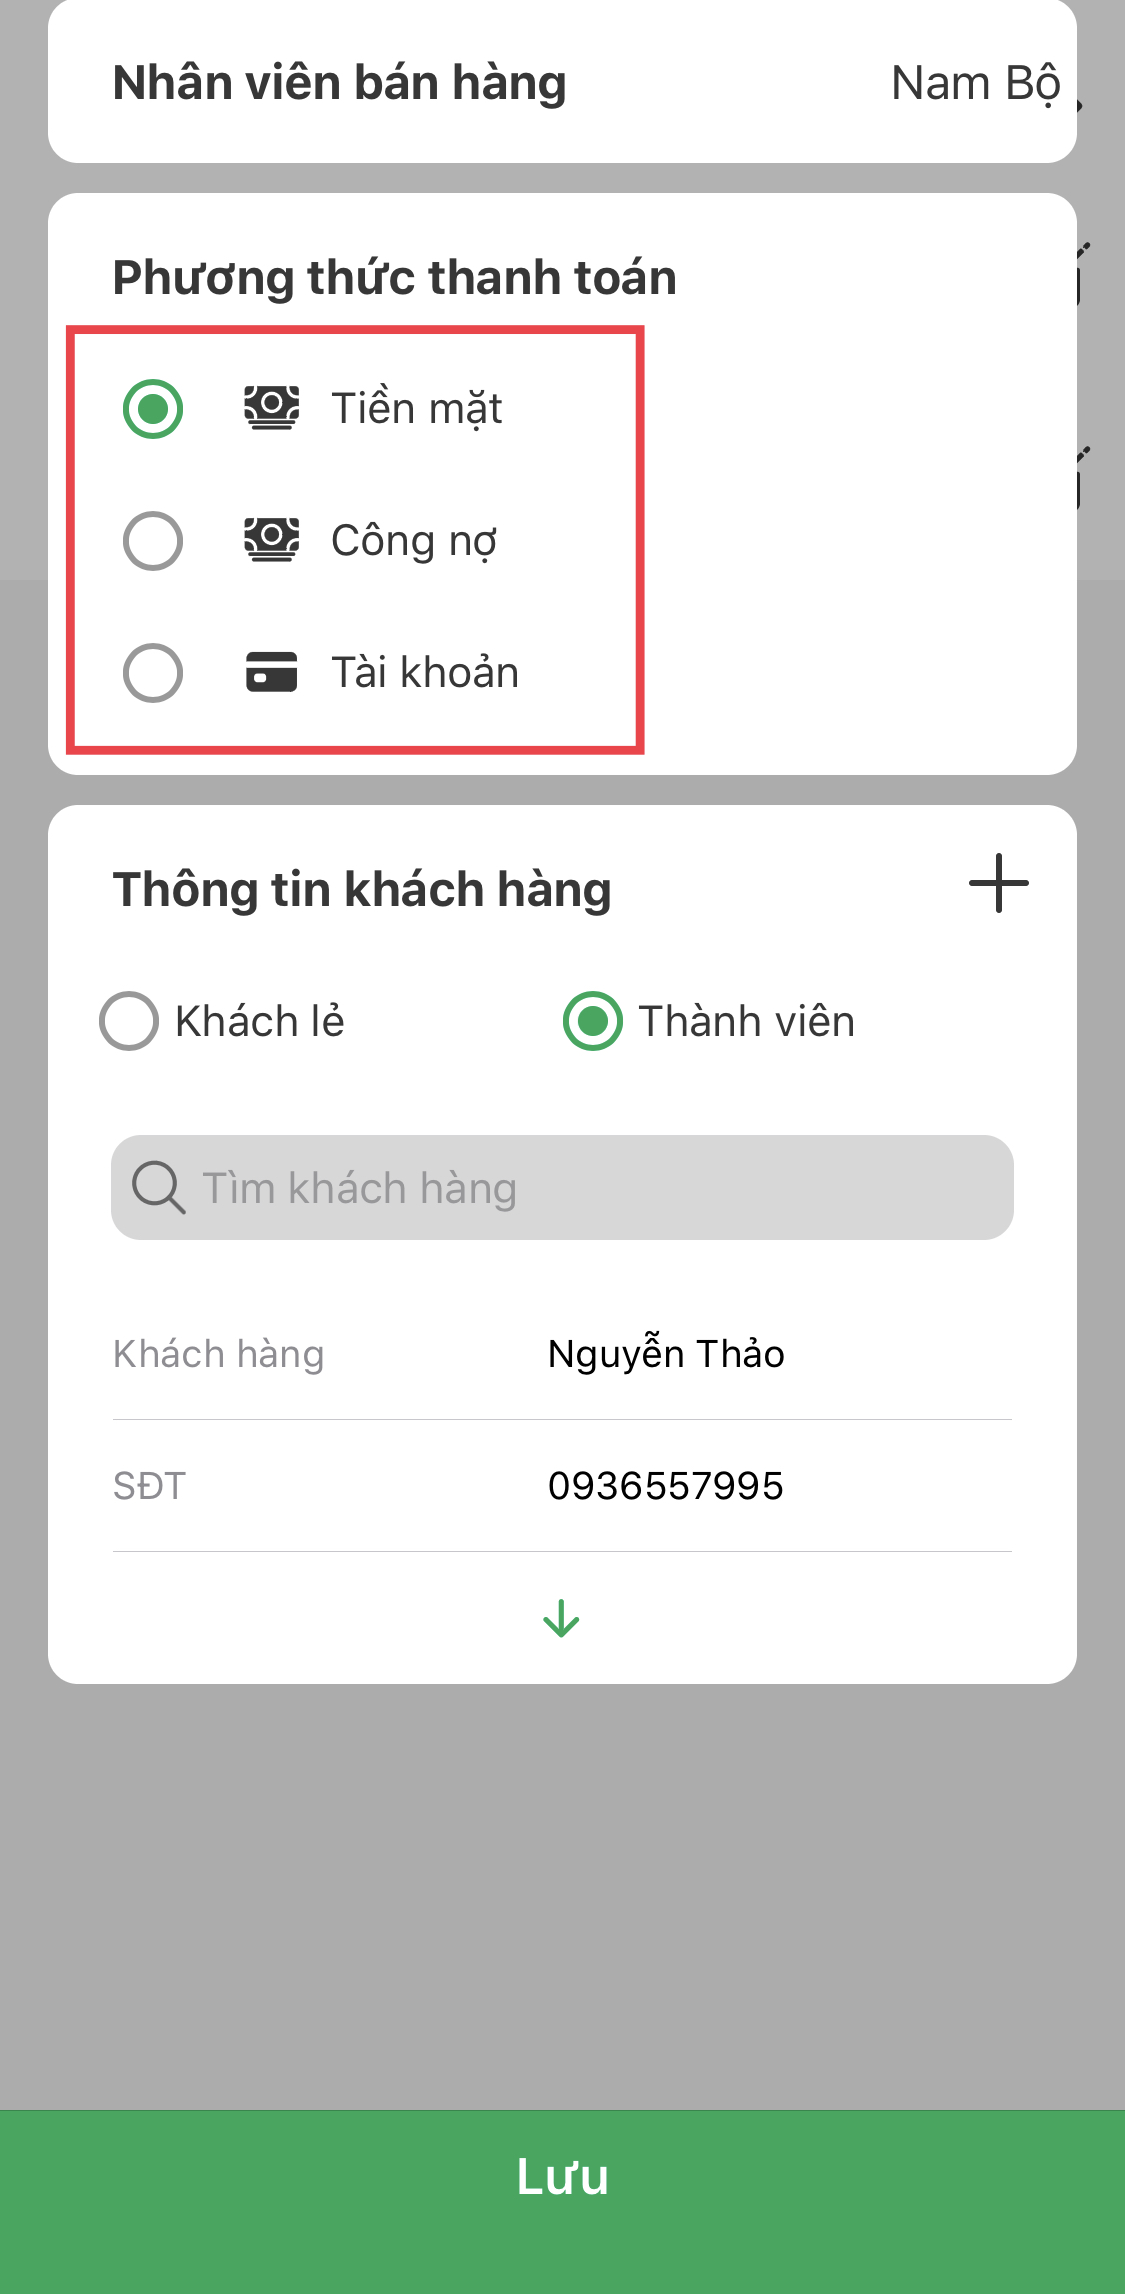 Nhân viên bán hàng Nam Bộ
Phương thức thanh toán
Tiền mặt
Công nợ
Tài khoản
Thông tin khách hàng
Khách lẻ Thành viên
Tìm khách hàng
Khách hàng Nguyễn Thảo
SĐT 0936557995
Lưu